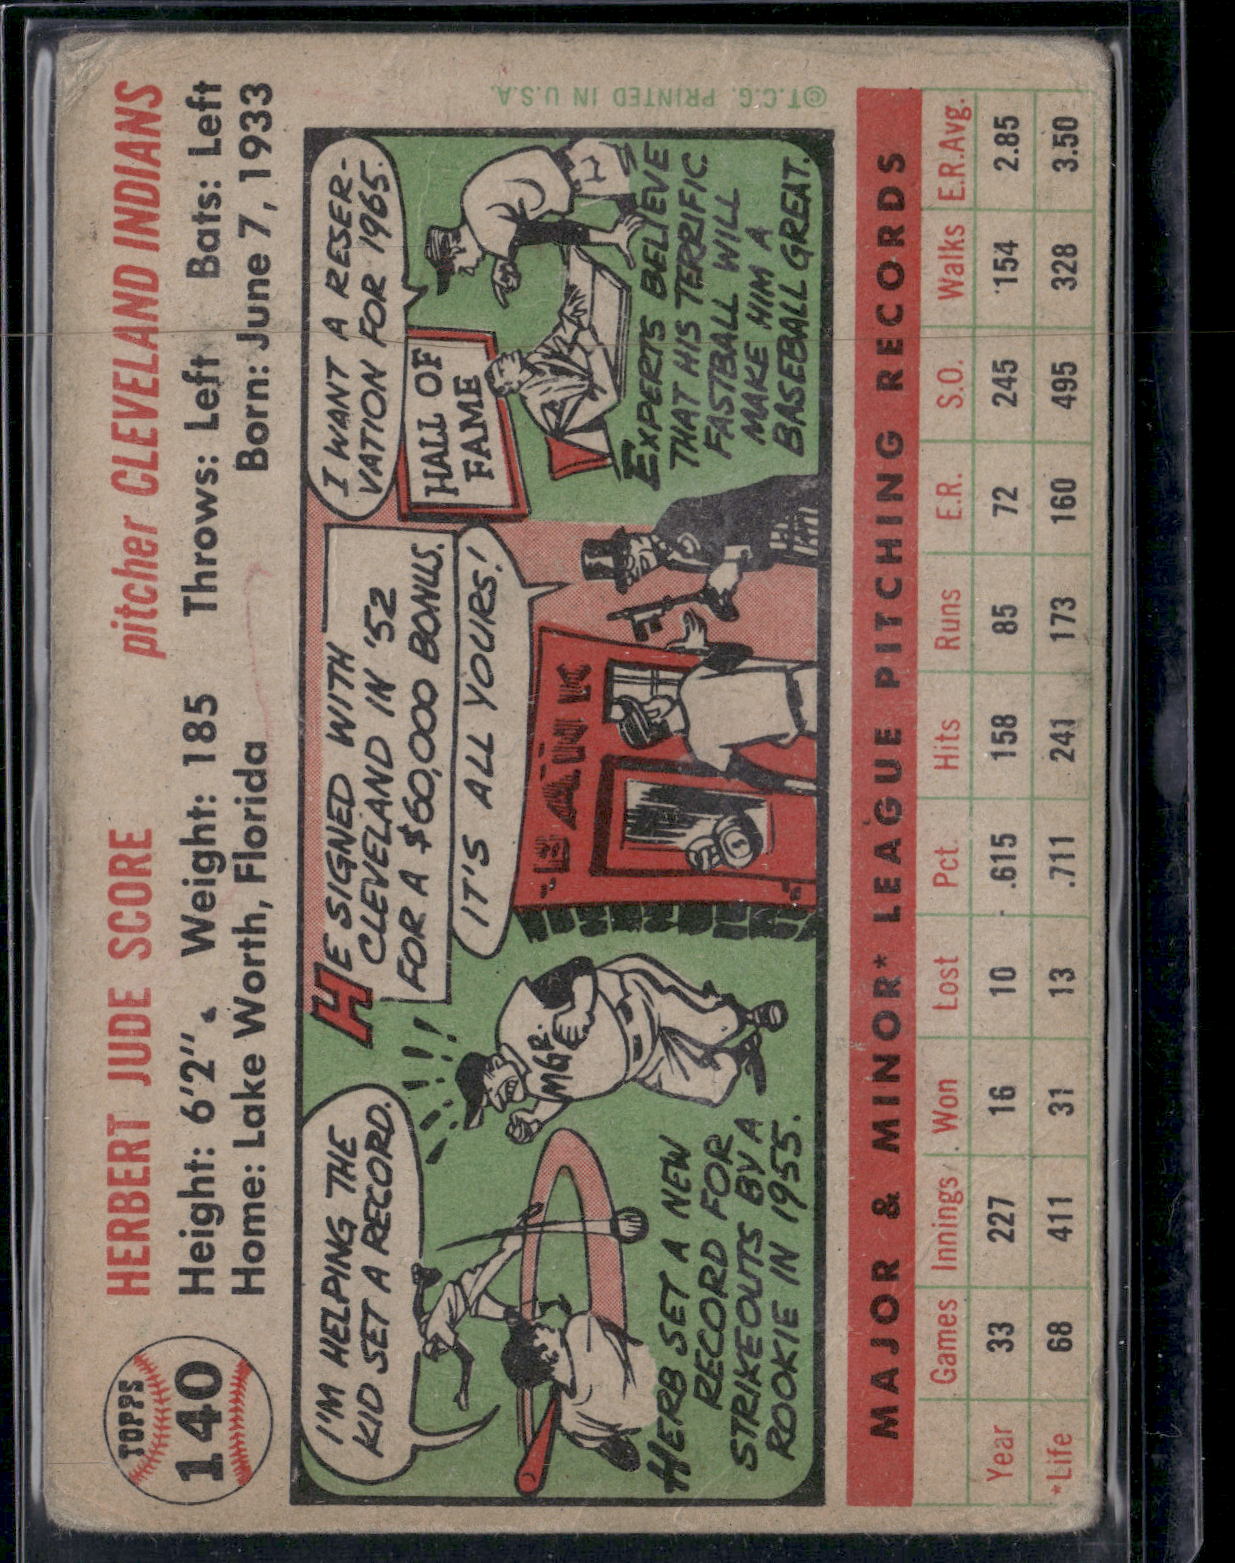 TOPPS
140
HERBERT JUDE SCORE pitcher CLEVELAND INDIANS
Height: 6'2" Weight: 185 Throws: Left Bats: Left
Home: Lake Worth, Florida Born: June 7, 1933
I'M HELPING THE
KID SET A RECORD.
MGR
HERB SET A NEW
RECORD FOR
STRIKEOUTS BY A
ROOKIE IN 1955.
HE SIGNED WITH
CLEVELAND IN '52
FOR A $60,000 BONUS.
IT'S ALL YOURS!
I WANT A RESER-
VATION FOR 1965.
HALL OF
FAME
EXPERTS BELIEVE
THAT HIS TERRIFIC
FASTBALL WILL
MAKE HIM A
BASEBALL GREAT.
©T.C.G. PRINTED IN U.S.A.
MAJOR & MINOR* LEAGUE PITCHING RECORDS
Games Innings Won Lost Pct. Hits Runs E.R. S.O. Walks E.R.Avg.
Year 33 227 16 10 .615 158 85 72 245 154 2.85
*Life 68 411 31 13 .711 241 173 160 495 328 3.50